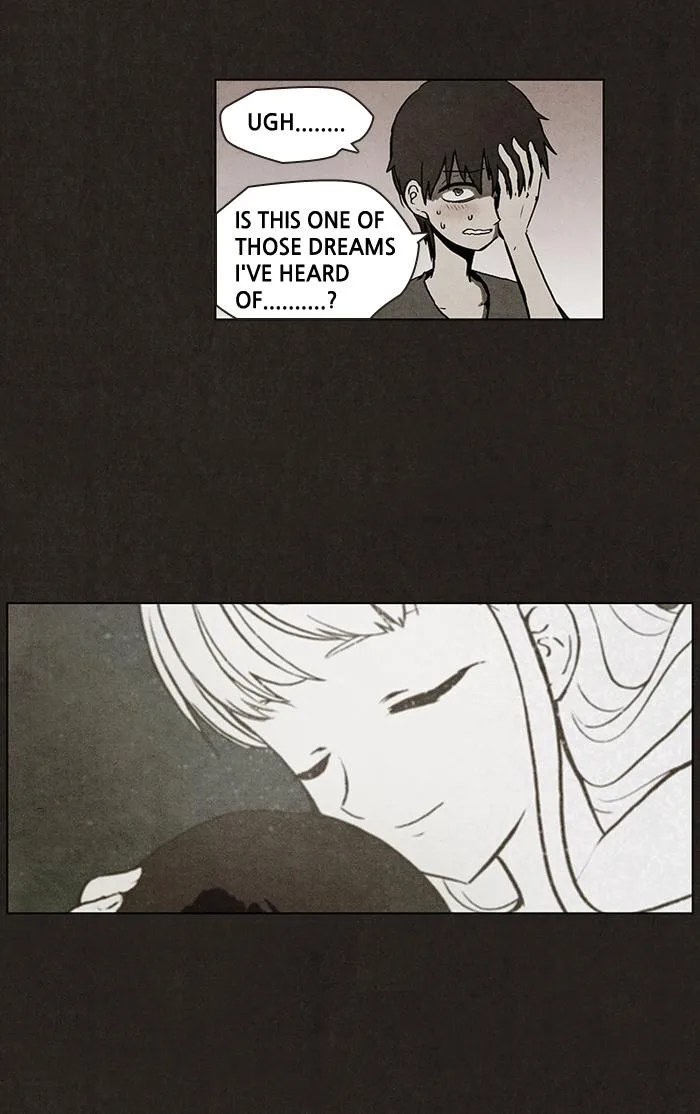 UGH........
IS THIS ONE OF
THOSE DREAMS
I'VE HEARD
OF..........?